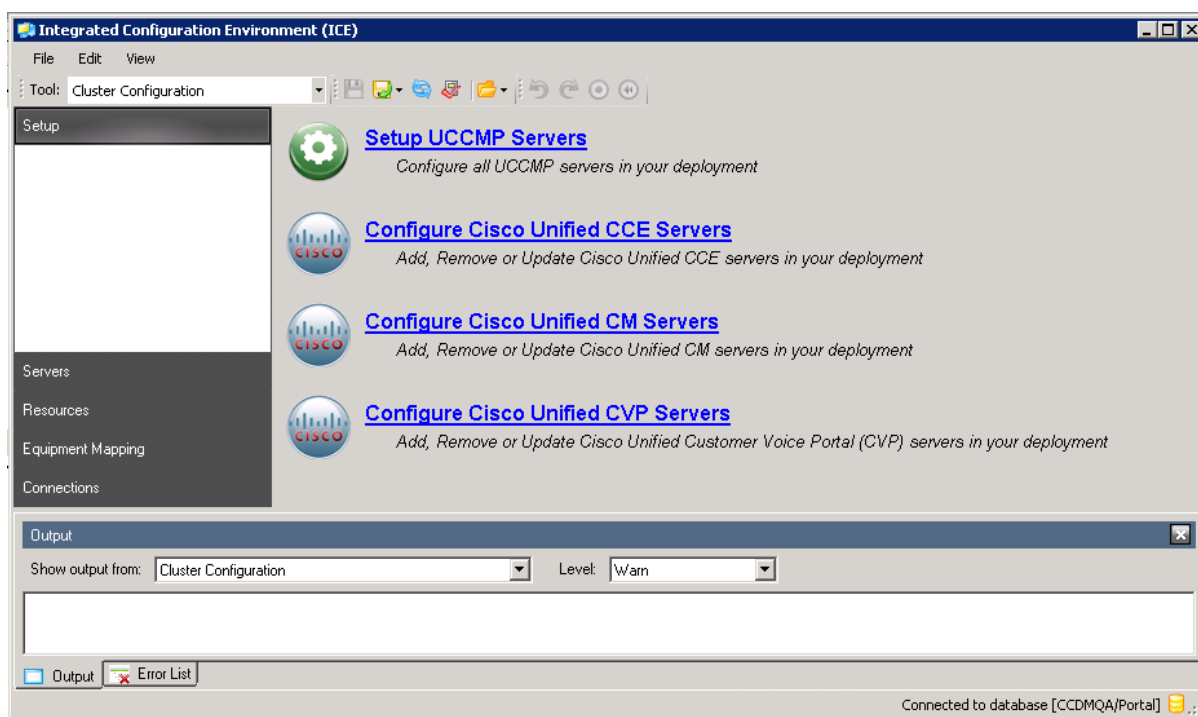 Integrated Configuration Environment (ICE)
File Edit View
Tool: Cluster Configuration
Setup
Setup UCCMP Servers
Configure all UCCMP servers in your deployment
CISCO
Configure Cisco Unified CCE Servers
Add, Remove or Update Cisco Unified CCE servers in your deployment
CISCO
Configure Cisco Unified CM Servers
Add, Remove or Update Cisco Unified CM servers in your deployment
CISCO
Configure Cisco Unified CVP Servers
Add, Remove or Update Cisco Unified Customer Voice Portal (CVP) servers in your deployment
Servers
Resources
Equipment Mapping
Connections
Output
Show output from: Cluster Configuration Level: Warn
Output Error List
Connected to database [CCDMQA/Portal]